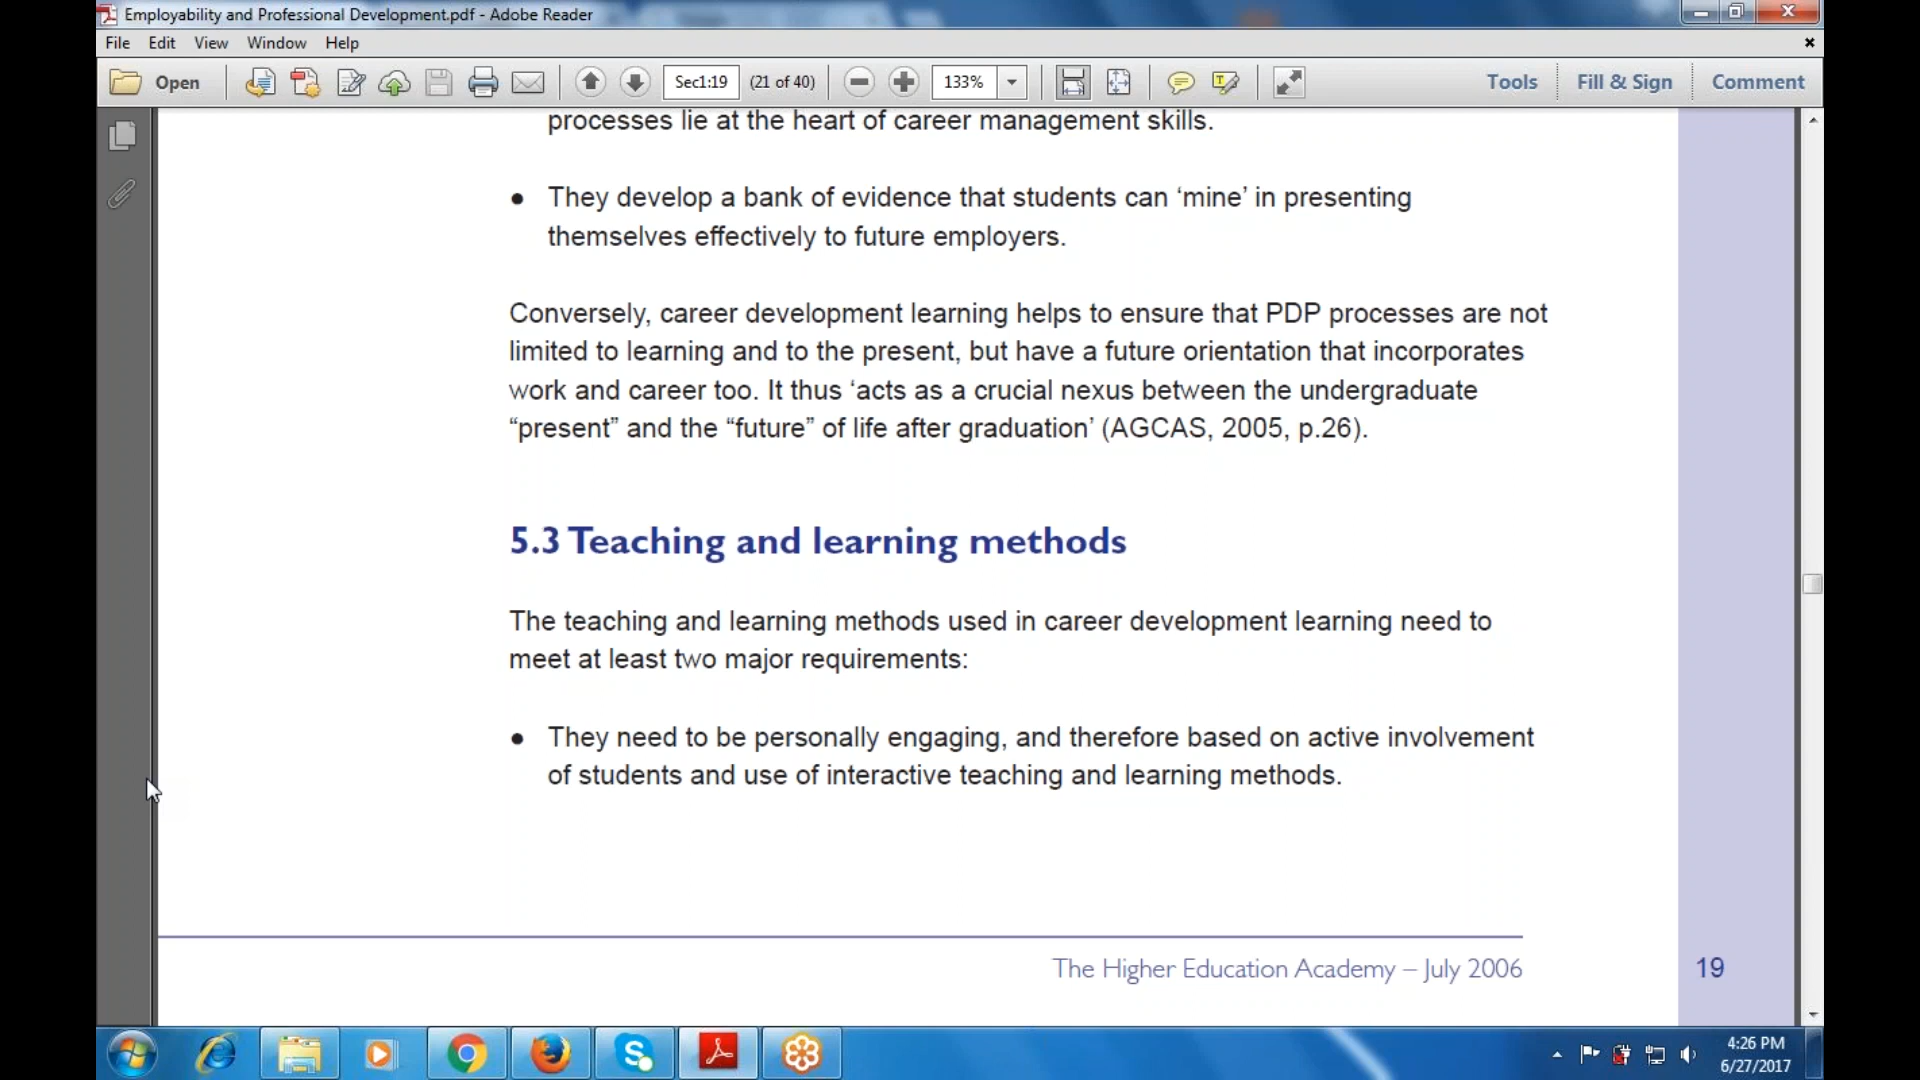 Employability and Professional Development.pdf - Adobe Reader
File Edit View Window Help
Open Sec1:19 (21 of 40) 133% Tools Fill & Sign Comment
processes lie at the heart of career management skills.
● They develop a bank of evidence that students can ‘mine’ in presenting
themselves effectively to future employers.
Conversely, career development learning helps to ensure that PDP processes are not
limited to learning and to the present, but have a future orientation that incorporates
work and career too. It thus ‘acts as a crucial nexus between the undergraduate
“present” and the “future” of life after graduation’ (AGCAS, 2005, p.26).
5.3 Teaching and learning methods
The teaching and learning methods used in career development learning need to
meet at least two major requirements:
● They need to be personally engaging, and therefore based on active involvement
of students and use of interactive teaching and learning methods.
The Higher Education Academy – July 2006 19
4:26 PM
6/27/2017